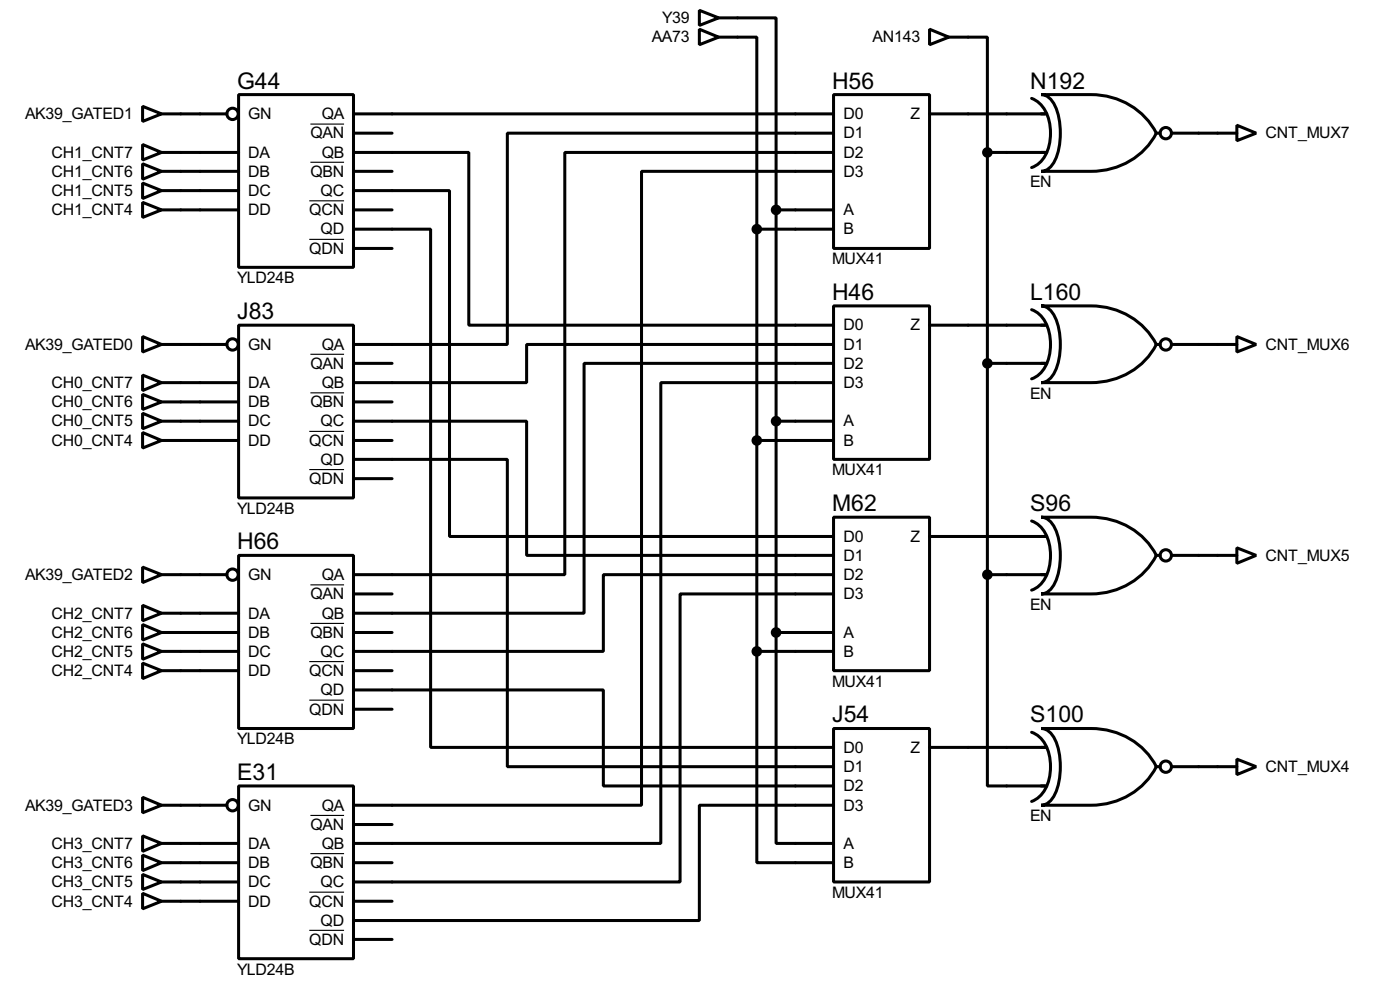 Y39
AA73
AN143
G44
AK39_GATED1
CH1_CNT7
CH1_CNT6
CH1_CNT5
CH1_CNT4
GN
DA
DB
DC
DD
QA
QAN
QB
QBN
QC
QCN
QD
QDN
YLD24B
J83
AK39_GATED0
CH0_CNT7
CH0_CNT6
CH0_CNT5
CH0_CNT4
GN
DA
DB
DC
DD
QA
QAN
QB
QBN
QC
QCN
QD
QDN
YLD24B
H66
AK39_GATED2
CH2_CNT7
CH2_CNT6
CH2_CNT5
CH2_CNT4
GN
DA
DB
DC
DD
QA
QAN
QB
QBN
QC
QCN
QD
QDN
YLD24B
E31
AK39_GATED3
CH3_CNT7
CH3_CNT6
CH3_CNT5
CH3_CNT4
GN
DA
DB
DC
DD
QA
QAN
QB
QBN
QC
QCN
QD
QDN
YLD24B
H56
D0
D1
D2
D3
A
B
Z
MUX41
H46
D0
D1
D2
D3
A
B
Z
MUX41
M62
D0
D1
D2
D3
A
B
Z
MUX41
J54
D0
D1
D2
D3
A
B
Z
MUX41
N192
EN
CNT_MUX7
L160
EN
CNT_MUX6
S96
EN
CNT_MUX5
S100
EN
CNT_MUX4